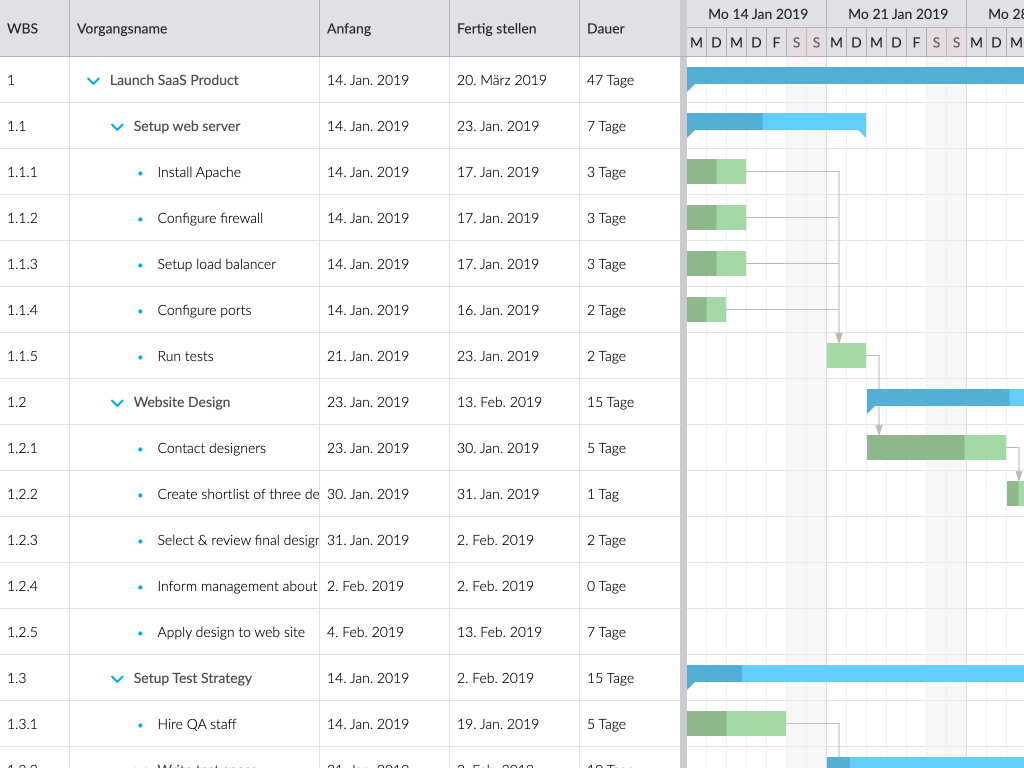 WBS Vorgangsname Anfang Fertig stellen Dauer
Mo 14 Jan 2019 Mo 21 Jan 2019 Mo 28
M D M D F S S M D M D F S S M D M
1 Launch SaaS Product 14. Jan. 2019 20. März 2019 47 Tage
1.1 Setup web server 14. Jan. 2019 23. Jan. 2019 7 Tage
1.1.1 Install Apache 14. Jan. 2019 17. Jan. 2019 3 Tage
1.1.2 Configure firewall 14. Jan. 2019 17. Jan. 2019 3 Tage
1.1.3 Setup load balancer 14. Jan. 2019 17. Jan. 2019 3 Tage
1.1.4 Configure ports 14. Jan. 2019 16. Jan. 2019 2 Tage
1.1.5 Run tests 21. Jan. 2019 23. Jan. 2019 2 Tage
1.2 Website Design 23. Jan. 2019 13. Feb. 2019 15 Tage
1.2.1 Contact designers 23. Jan. 2019 30. Jan. 2019 5 Tage
1.2.2 Create shortlist of three de 30. Jan. 2019 31. Jan. 2019 1 Tag
1.2.3 Select & review final design 31. Jan. 2019 2. Feb. 2019 2 Tage
1.2.4 Inform management about 2. Feb. 2019 2. Feb. 2019 0 Tage
1.2.5 Apply design to web site 4. Feb. 2019 13. Feb. 2019 7 Tage
1.3 Setup Test Strategy 14. Jan. 2019 2. Feb. 2019 15 Tage
1.3.1 Hire QA staff 14. Jan. 2019 19. Jan. 2019 5 Tage